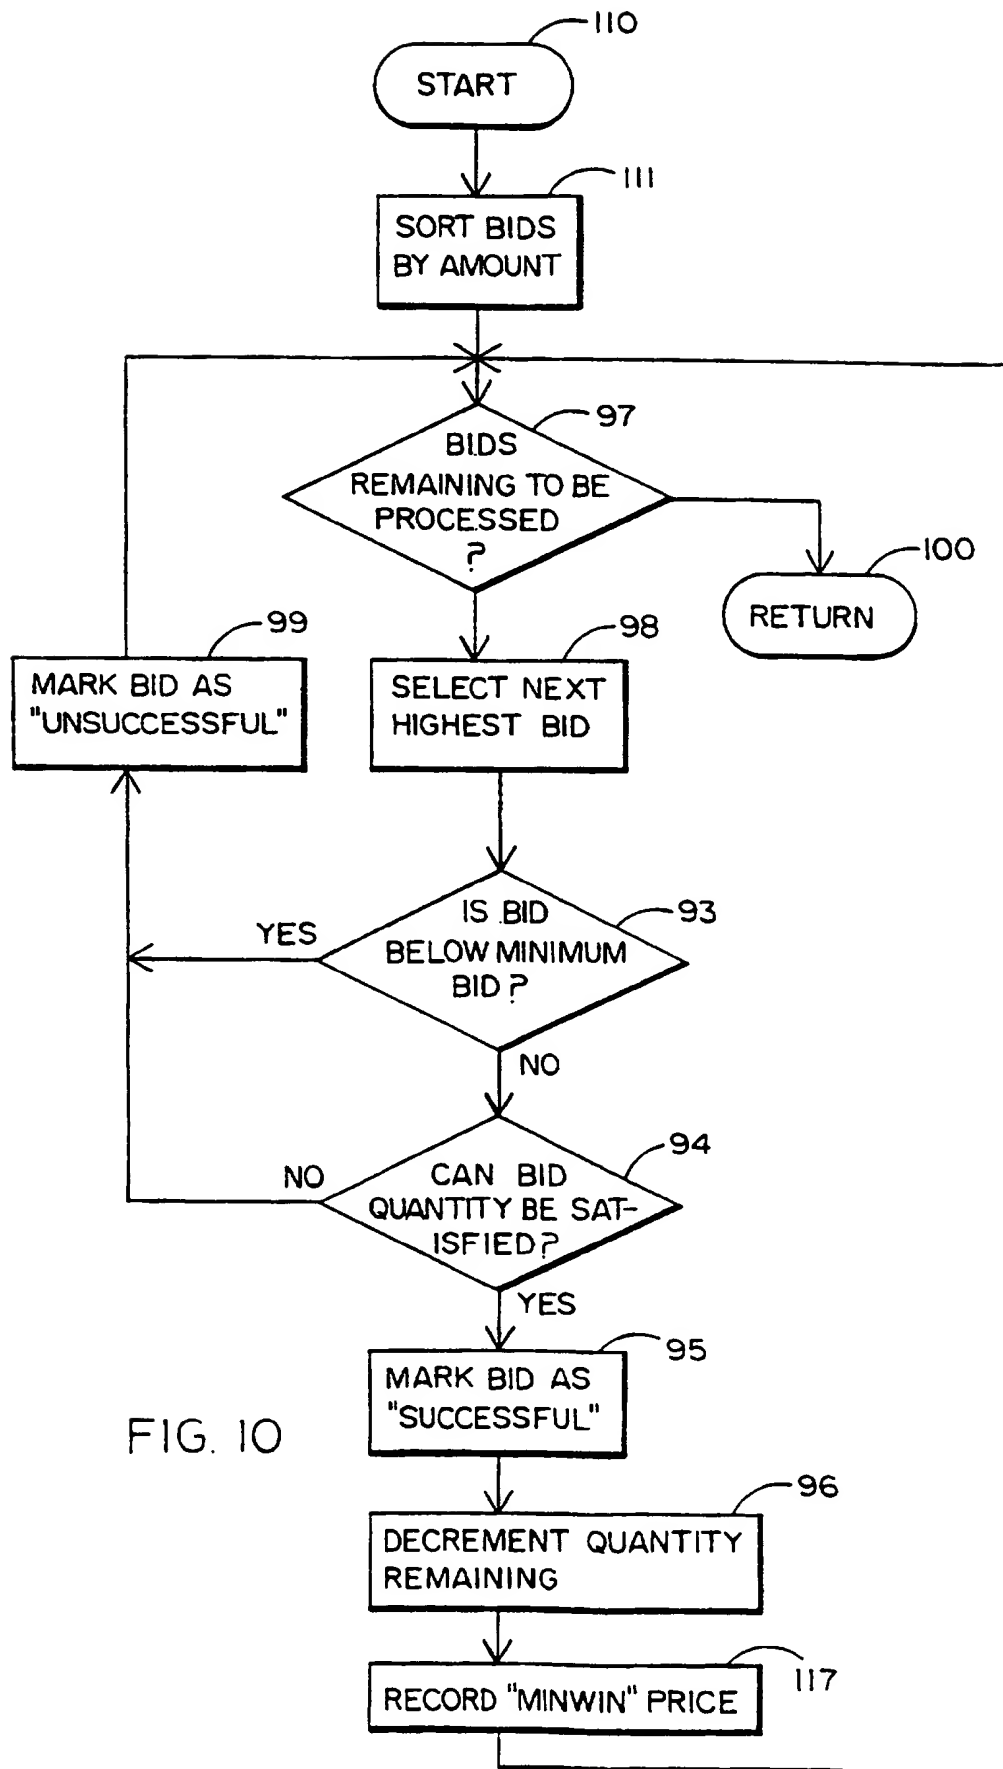 110
START
111
SORT BIDS
BY AMOUNT
97
BIDS
REMAINING TO BE
PROCESSED
?
100
RETURN
99
MARK BID AS
"UNSUCCESSFUL"
98
SELECT NEXT
HIGHEST BID
93
IS BID
BELOW MINIMUM
BID?
YES
NO
94
CAN BID
QUANTITY BE SAT-
ISFIED?
NO
YES
95
MARK BID AS
"SUCCESSFUL"
FIG. 10
96
DECREMENT QUANTITY
REMAINING
117
RECORD "MINWIN" PRICE